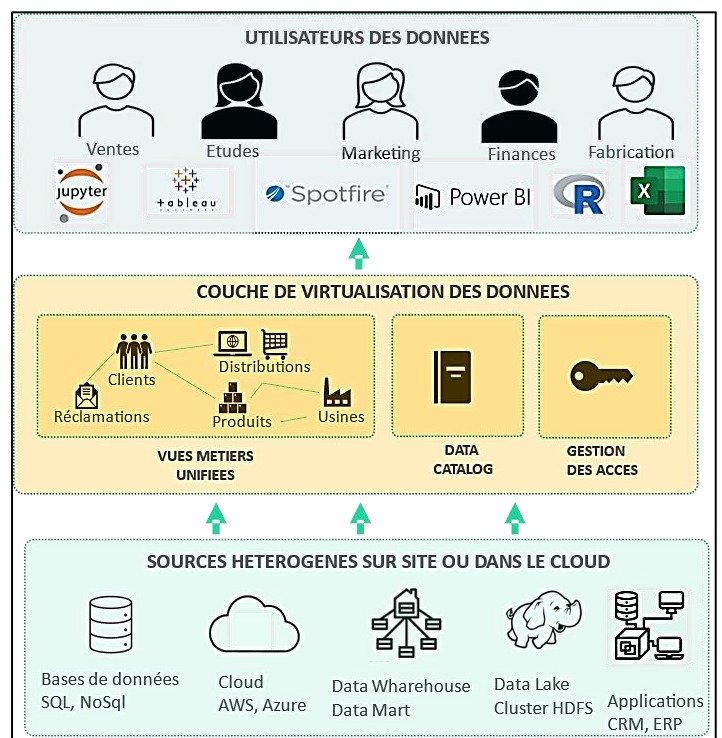 UTILISATEURS DES DONNEES
Ventes
Etudes
Marketing
Finances
Fabrication
jupyter
+ a b l e a u
Spotfire®
Power BI
R
X
COUCHE DE VIRTUALISATION DES DONNEES
Clients
Distributions
Réclamations
Produits
Usines
VUES METIERS
UNIFIEES
DATA
CATALOG
GESTION
DES ACCES
SOURCES HETEROGENES SUR SITE OU DANS LE CLOUD
Bases de données
SQL, NoSql
Cloud
AWS, Azure
Data Wharehouse
Data Mart
Data Lake
Cluster HDFS
Applications
CRM, ERP